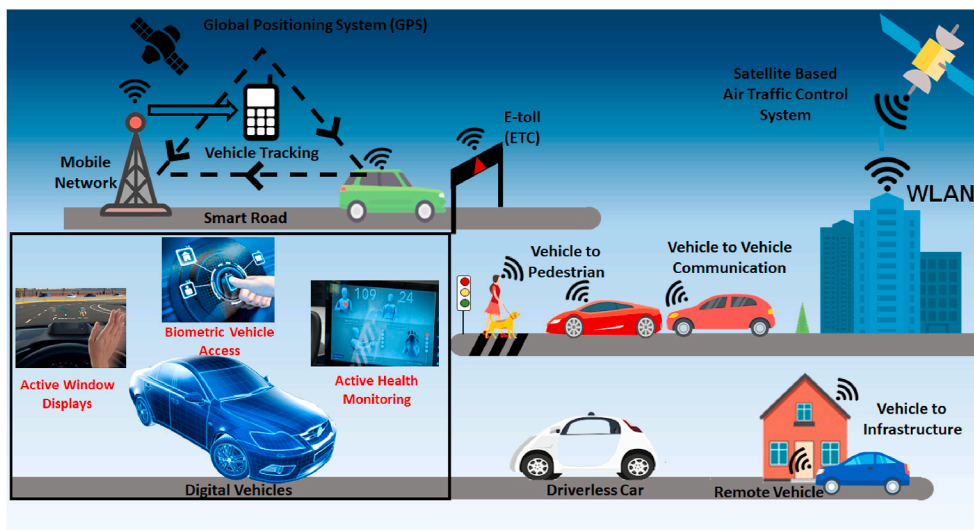 Global Positioning System (GPS)
Satellite Based
Air Traffic Control
System
E-toll
(ETC)
Mobile
Network
Vehicle Tracking
WLAN
Smart Road
Vehicle to
Pedestrian
Vehicle to Vehicle
Communication
Biometric Vehicle
Access
109
24
Active Window
Displays
Active Health
Monitoring
Vehicle to
Infrastructure
Digital Vehicles
Driverless Car
Remote Vehicle